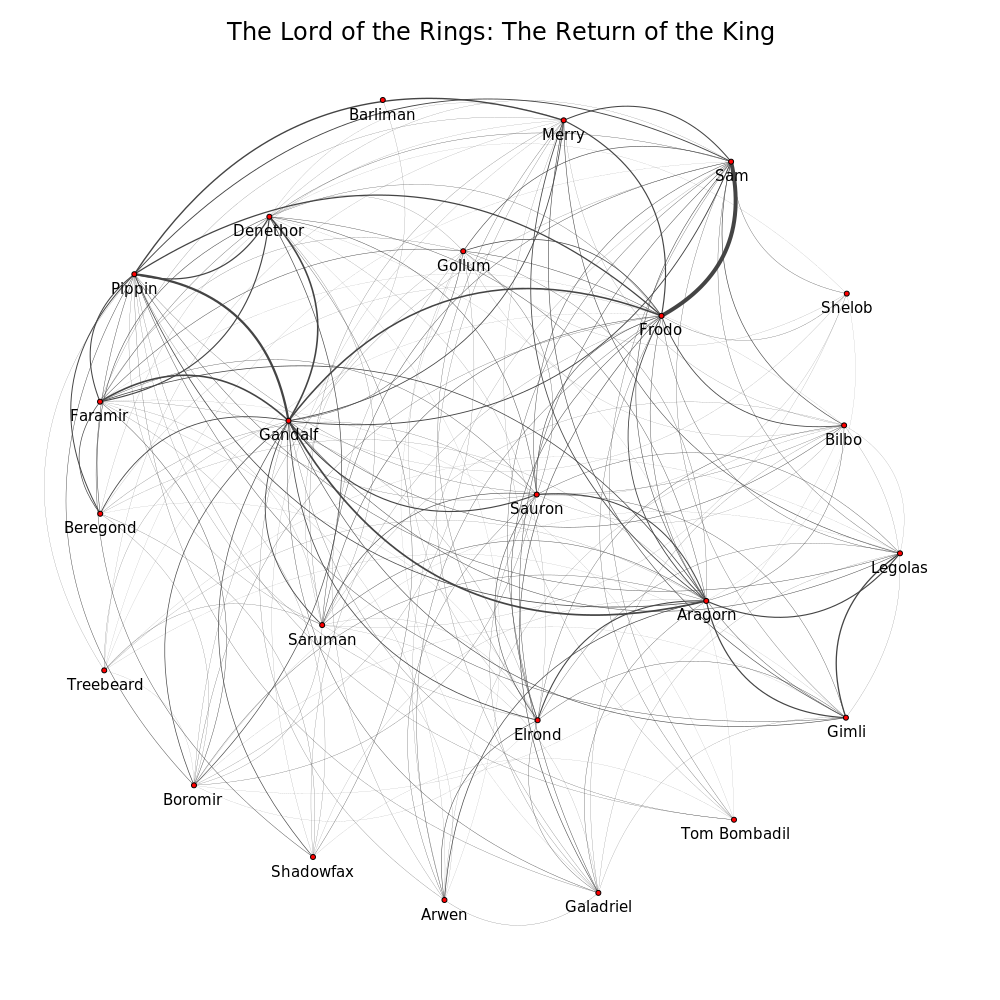 The Lord of the Rings: The Return of the King
Barliman
Merry
Sam
Denethor
Gollum
Pippin
Shelob
Frodo
Faramir
Gandalf
Bilbo
Sauron
Beregond
Legolas
Aragorn
Saruman
Treebeard
Elrond
Gimli
Boromir
Tom Bombadil
Shadowfax
Galadriel
Arwen